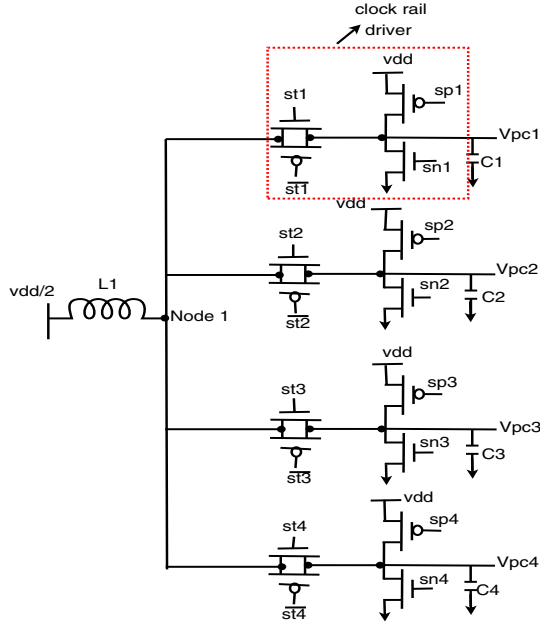 clock rail
driver
vdd
st1
sp1
Vpc1
sn1
C1
st1
vdd
st2
sp2
Vpc2
sn2
C2
st2
vdd/2
L1
Node 1
vdd
st3
sp3
Vpc3
sn3
C3
st3
vdd
st4
sp4
Vpc4
sn4
C4
st4